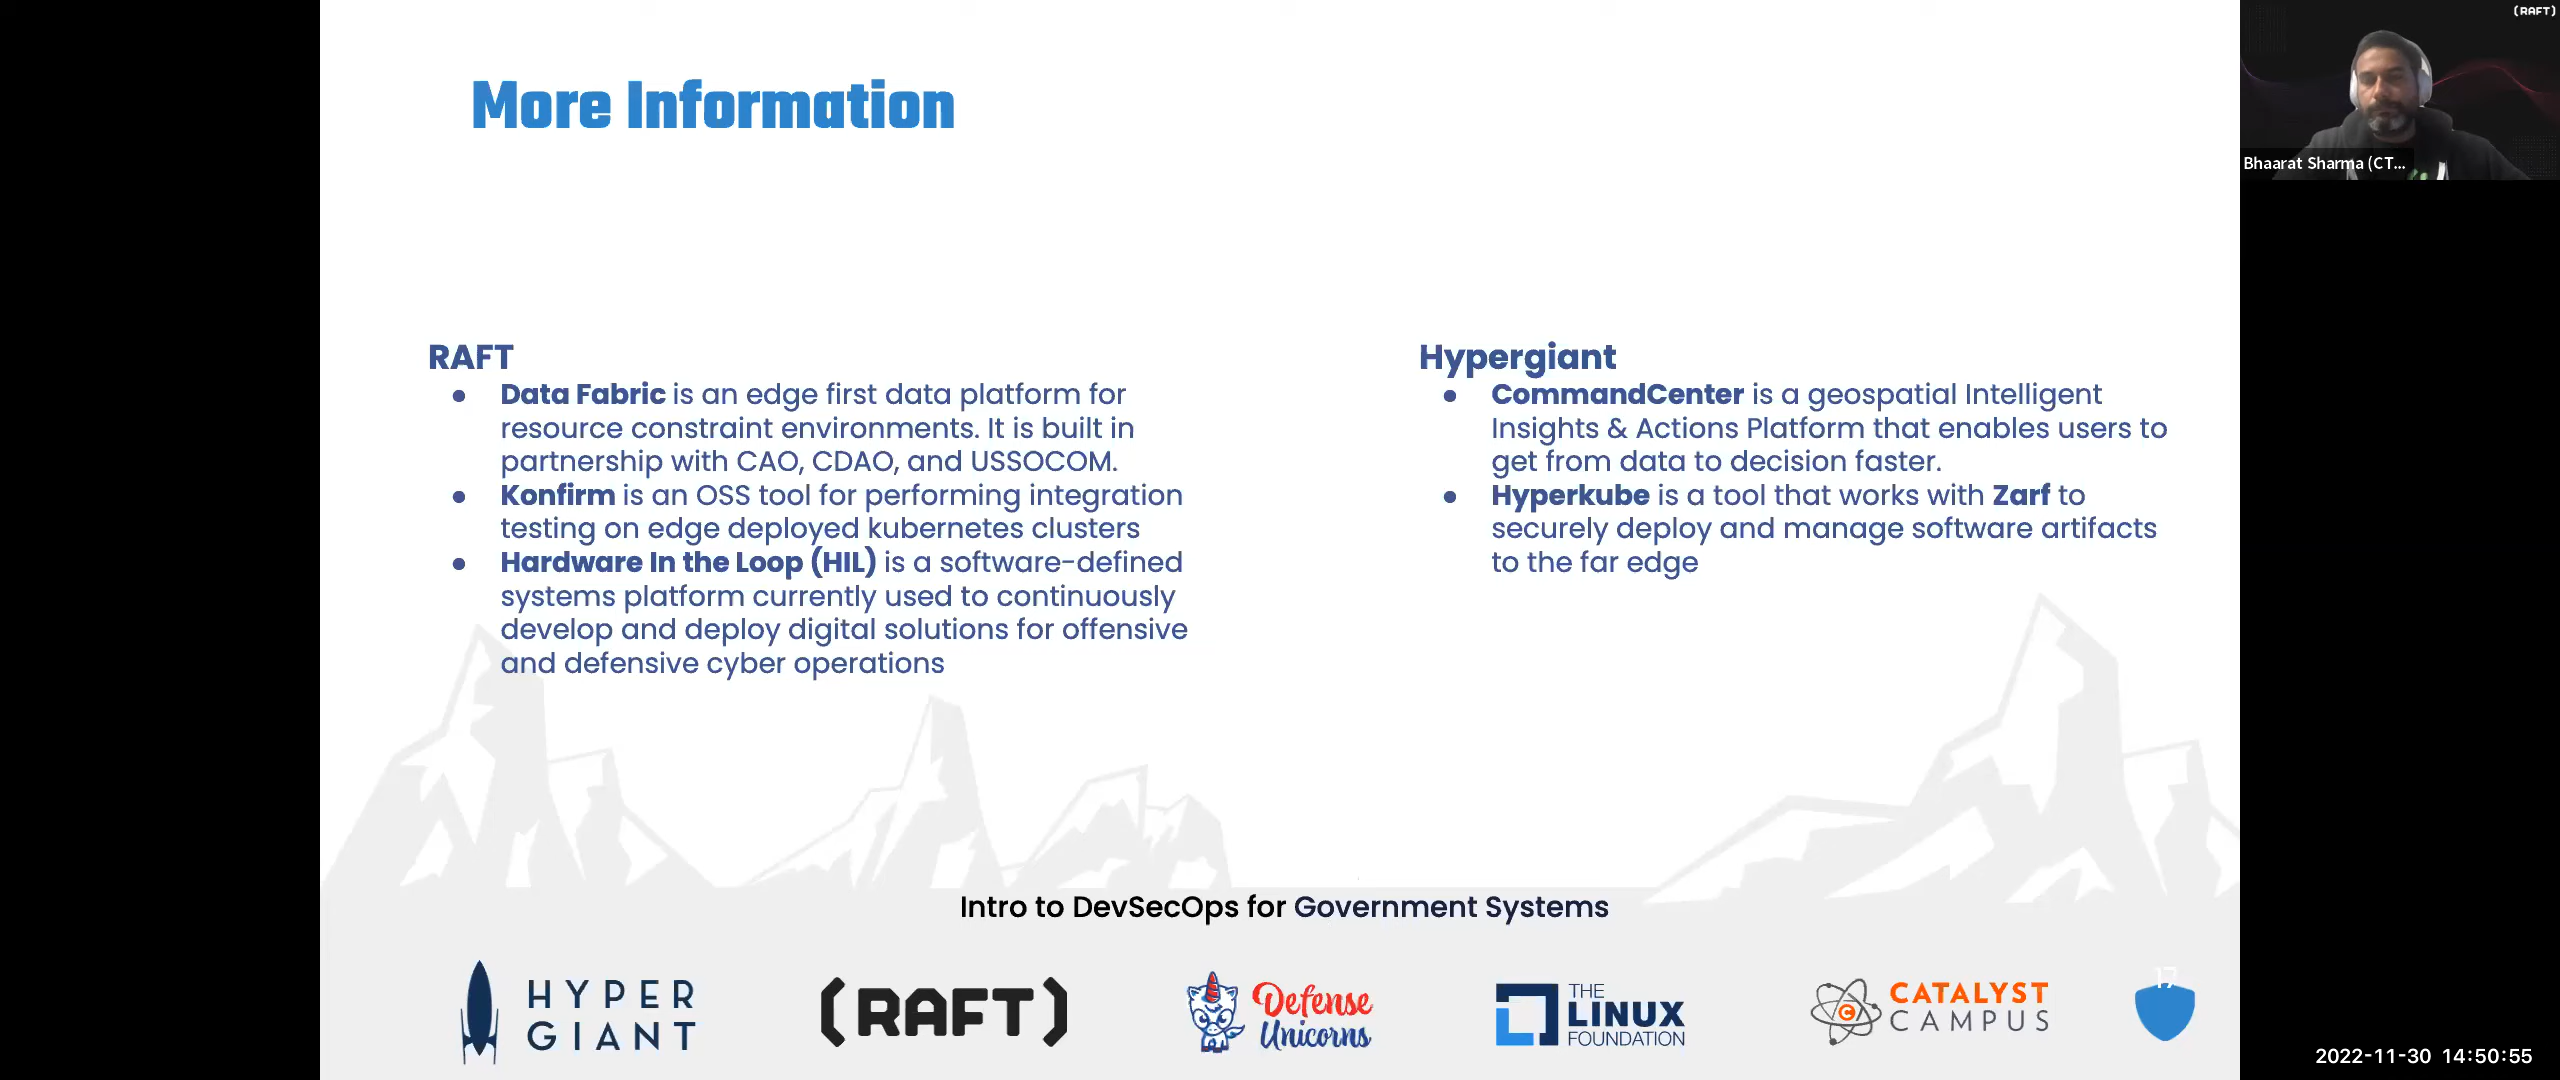 More Information
RAFT
● Data Fabric is an edge first data platform for
resource constraint environments. It is built in
partnership with CAO, CDAO, and USSOCOM.
● Konfirm is an OSS tool for performing integration
testing on edge deployed kubernetes clusters
● Hardware In the Loop (HIL) is a software-defined
systems platform currently used to continuously
develop and deploy digital solutions for offensive
and defensive cyber operations
Hypergiant
● CommandCenter is a geospatial Intelligent
Insights & Actions Platform that enables users to
get from data to decision faster.
● Hyperkube is a tool that works with Zarf to
securely deploy and manage software artifacts
to the far edge
Intro to DevSecOps for Government Systems
HYPER
GIANT
(RAFT)
Defense
Unicorns
THE
LINUX
FOUNDATION
C
CATALYST
CAMPUS
17
(RAFT)
Bhaarat Sharma (CT...
2022-11-30 14:50:55